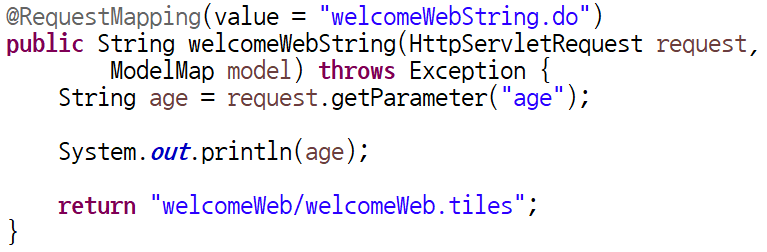 @RequestMapping(value = "welcomeWebString.do")
public String welcomeWebString(HttpServletRequest request,
        ModelMap model) throws Exception {
    String age = request.getParameter("age");

    System.out.println(age);

    return "welcomeWeb/welcomeWeb.tiles";
}